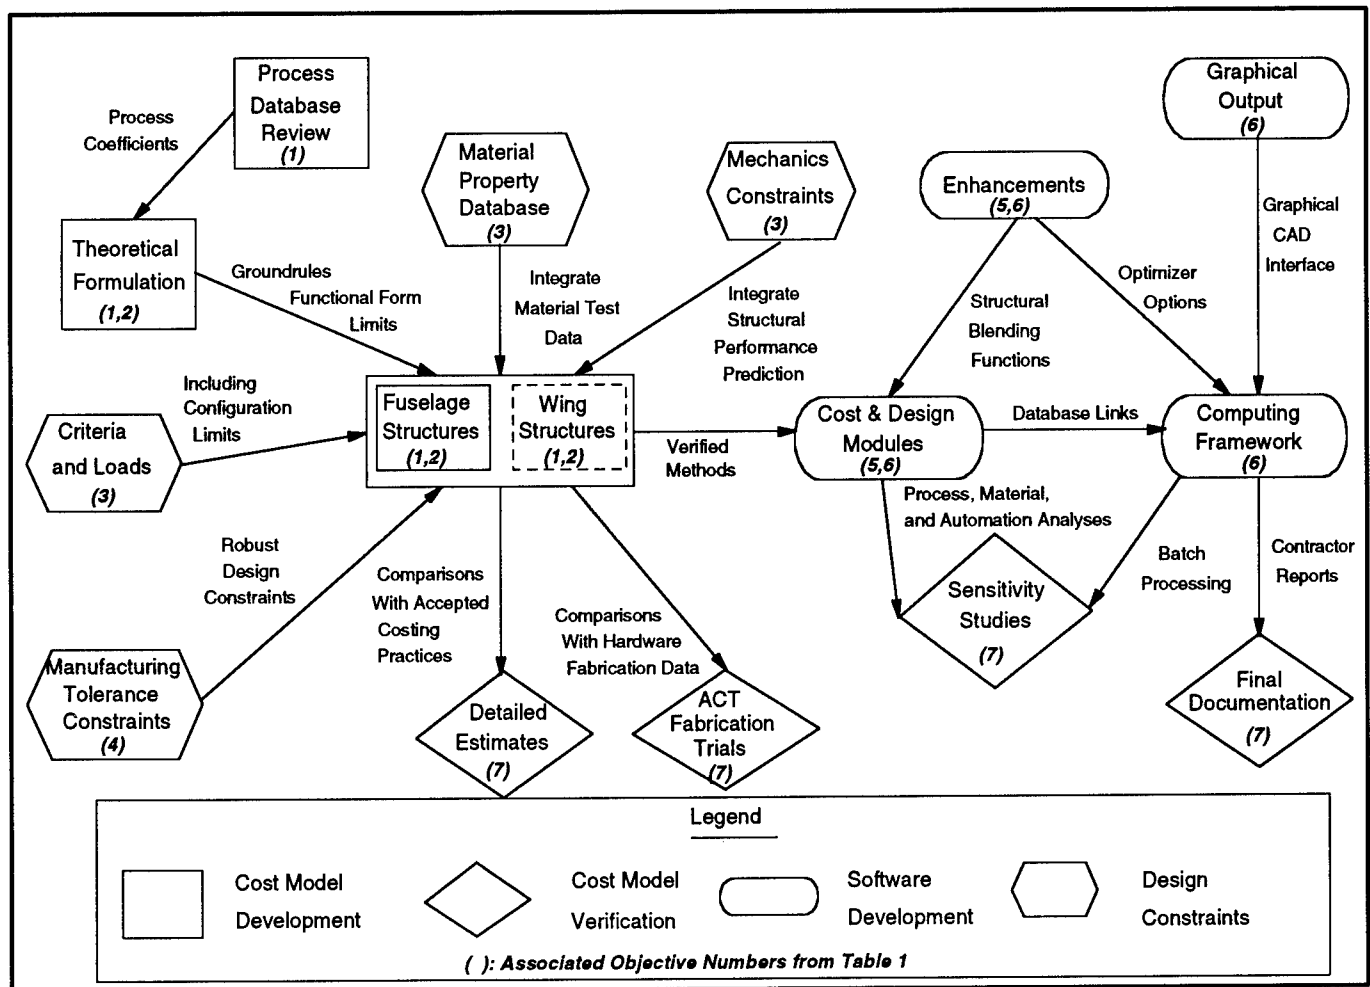 Process
Database
Review
(1)
Process
Coefficients
Theoretical
Formulation
(1,2)
Groundrules
Functional Form
Limits
Material
Property
Database
(3)
Integrate
Material Test
Data
Mechanics
Constraints
(3)
Integrate
Structural
Performance
Prediction
Enhancements
(5,6)
Structural
Blending
Functions
Optimizer
Options
Graphical
Output
(6)
Graphical
CAD
Interface
Including
Configuration
Limits
Criteria
and Loads
(3)
Fuselage
Structures
(1,2)
Wing
Structures
(1,2)
Verified
Methods
Cost & Design
Modules
(5,6)
Database Links
Computing
Framework
(6)
Process, Material,
and Automation Analyses
Batch
Processing
Contractor
Reports
Robust
Design
Constraints
Comparisons
With Accepted
Costing
Practices
Comparisons
With Hardware
Fabrication Data
Manufacturing
Tolerance
Constraints
(4)
Detailed
Estimates
(7)
ACT
Fabrication
Trials
(7)
Sensitivity
Studies
(7)
Final
Documentation
(7)
Legend
Cost Model
Development
Cost Model
Verification
Software
Development
Design
Constraints
( ): Associated Objective Numbers from Table 1